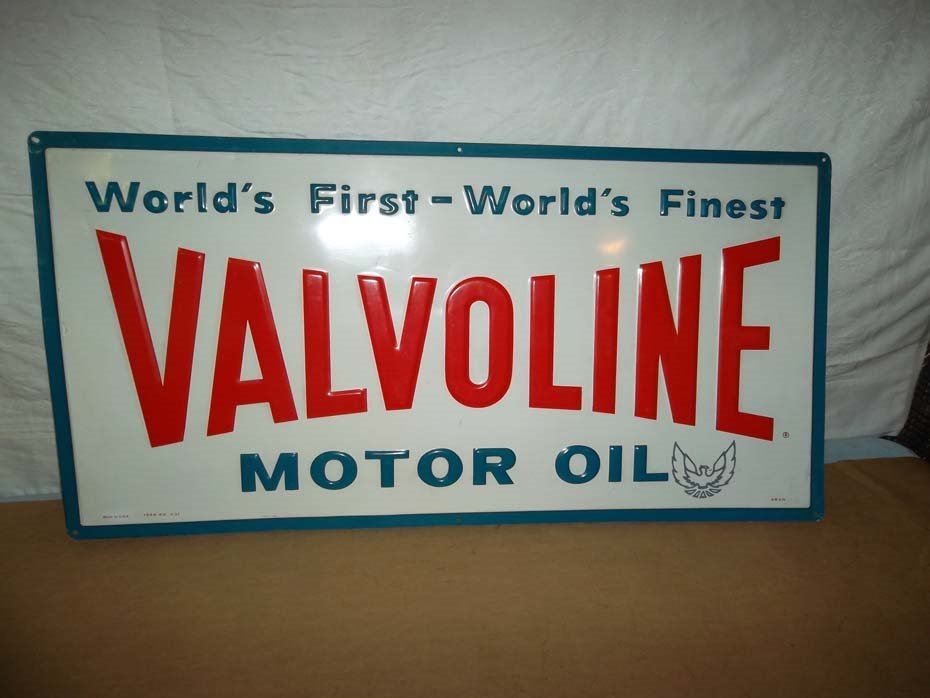 World's First - World's Finest
VALVOLINE
®
MOTOR OIL